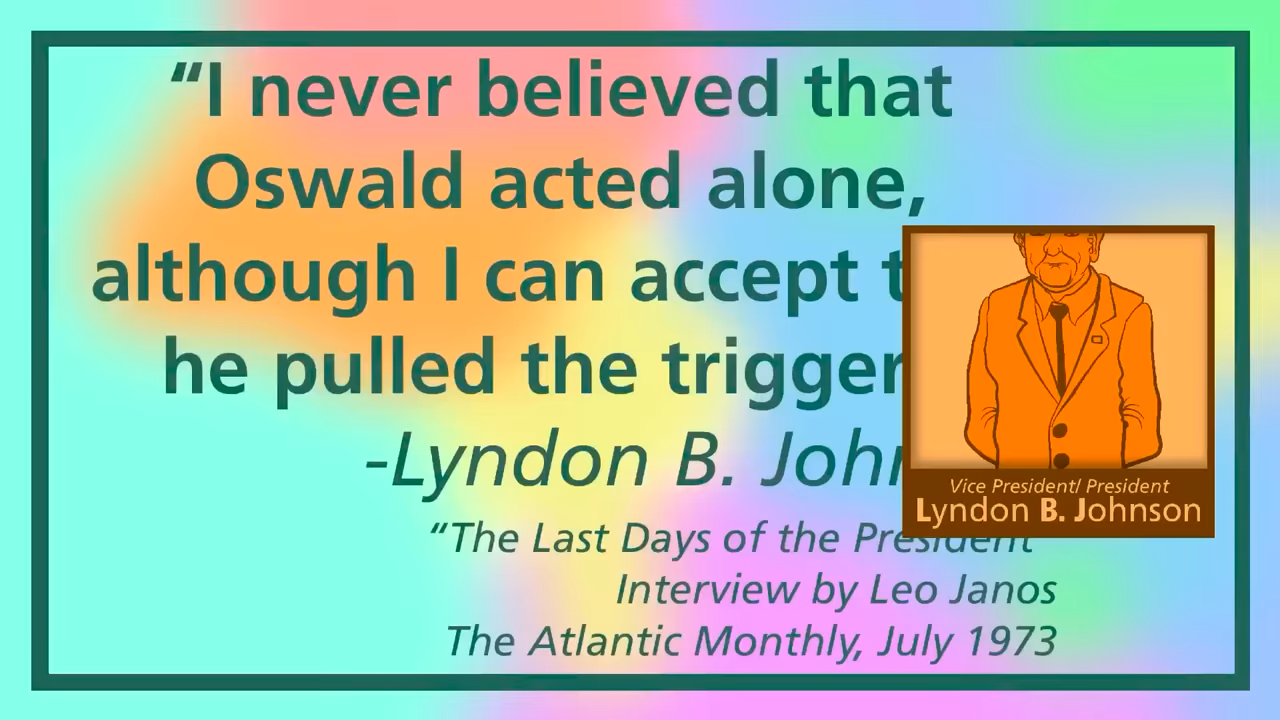 “I never believed that
Oswald acted alone,
although I can accept
he pulled the trigger
-Lyndon B.
“The Last Days of the President
Interview by Leo Janos
The Atlantic Monthly, July 1973
Vice President/ President
Lyndon B. Johnson